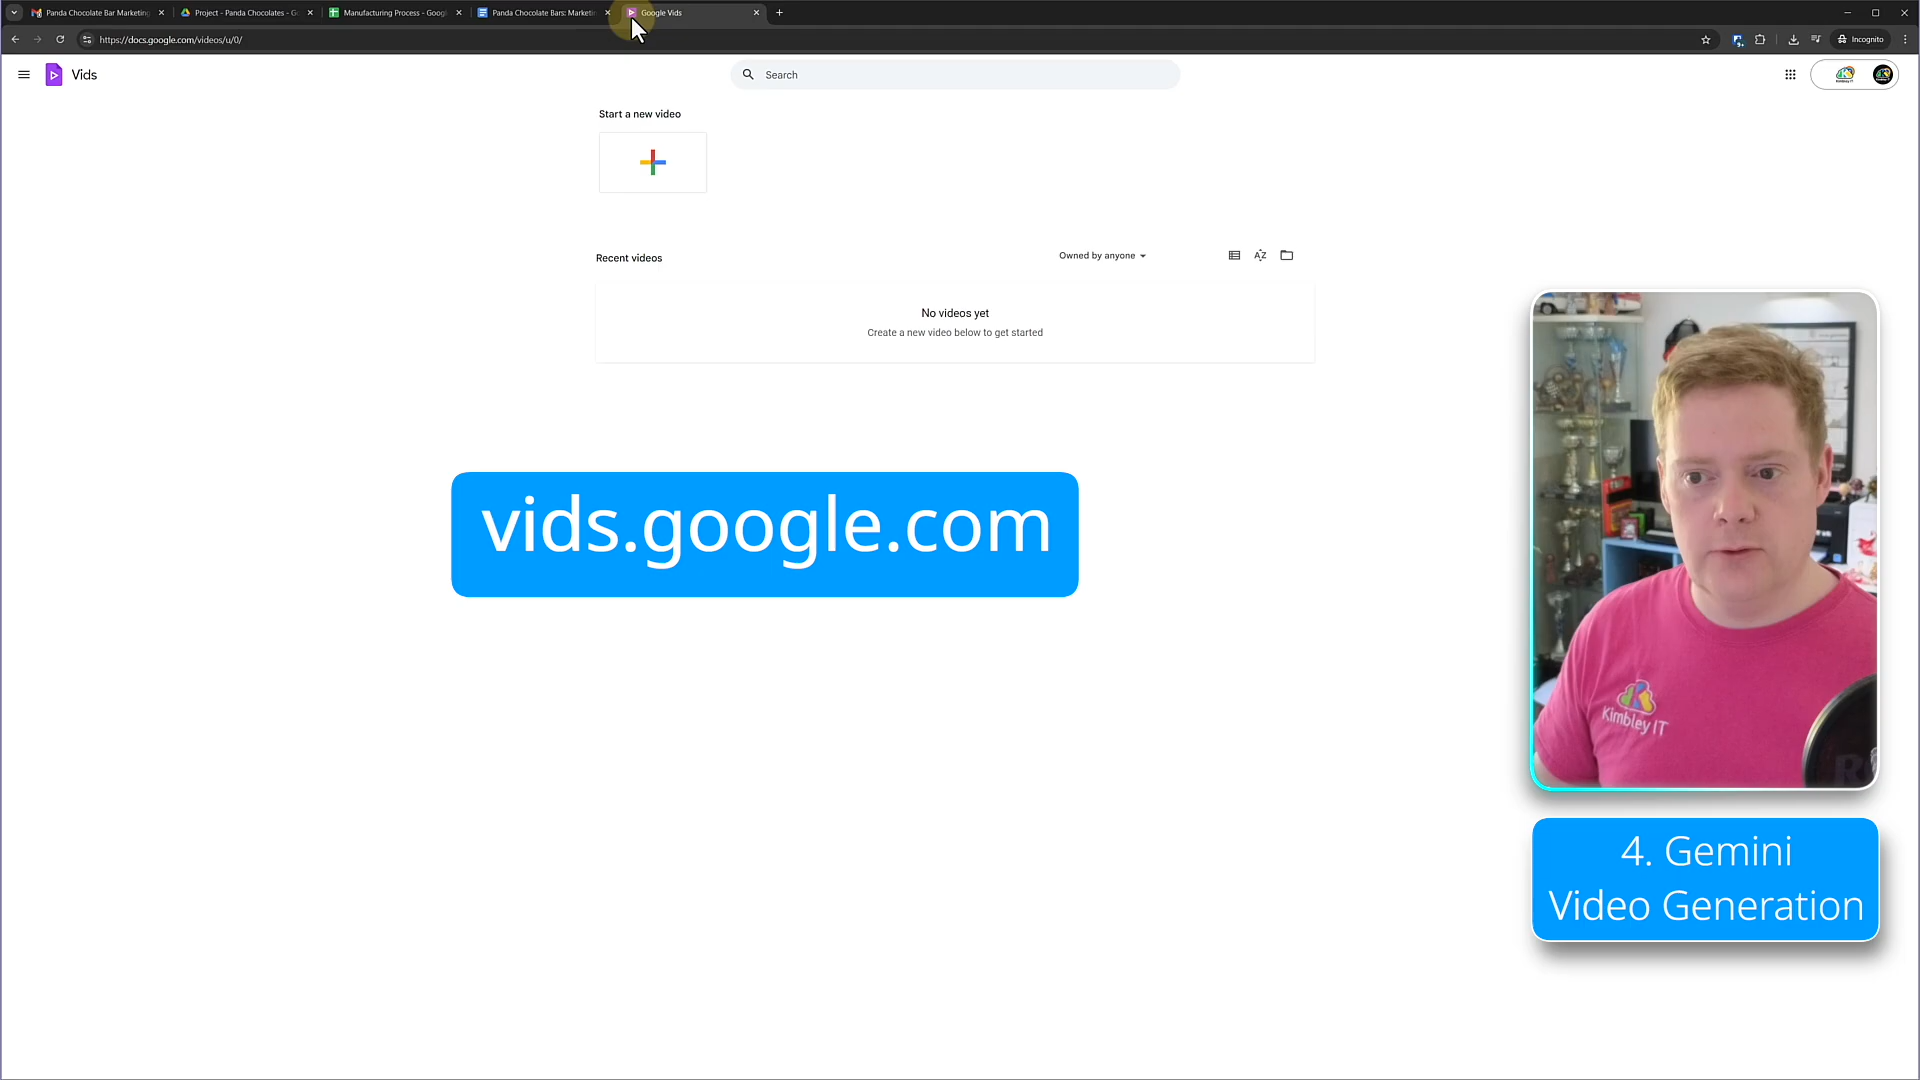 Panda Chocolate Bar Marketing
Project - Panda Chocolates - G
Manufacturing Process - Googl
Panda Chocolate Bars: Marketi
Google Vids
https://docs.google.com/videos/u/0/
Incognito
Vids
Search
Start a new video
Recent videos
Owned by anyone
AZ
No videos yet
Create a new video below to get started
vids.google.com
Kimbley IT
4. Gemini
Video Generation